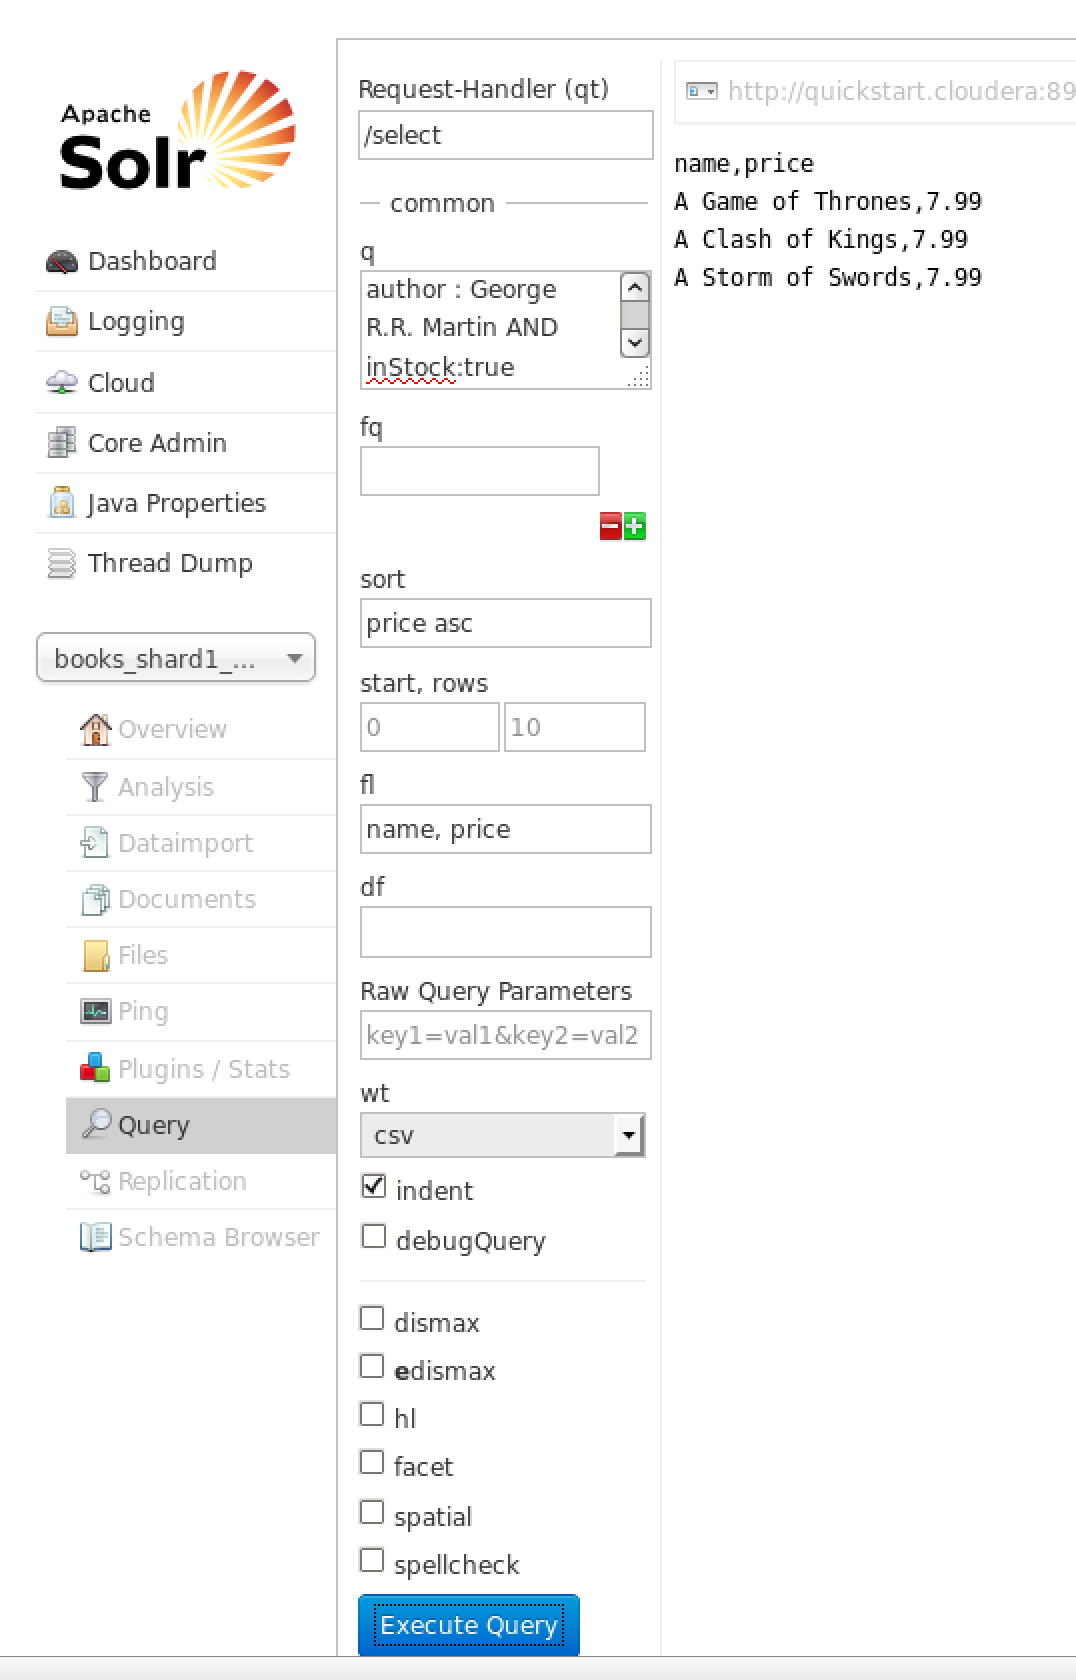 Apache
Solr
Dashboard
Logging
Cloud
Core Admin
Java Properties
Thread Dump
books_shard1_...
Overview
Analysis
Dataimport
Documents
Files
Ping
Plugins / Stats
Query
Replication
Schema Browser
Request-Handler (qt)
/select
common
q
author : George
R.R. Martin AND
inStock:true
fq
sort
price asc
start, rows
0 10
fl
name, price
df
Raw Query Parameters
key1=val1&key2=val2
wt
csv
indent
debugQuery
dismax
edismax
hl
facet
spatial
spellcheck
Execute Query
http://quickstart.cloudera:89
name,price
A Game of Thrones,7.99
A Clash of Kings,7.99
A Storm of Swords,7.99